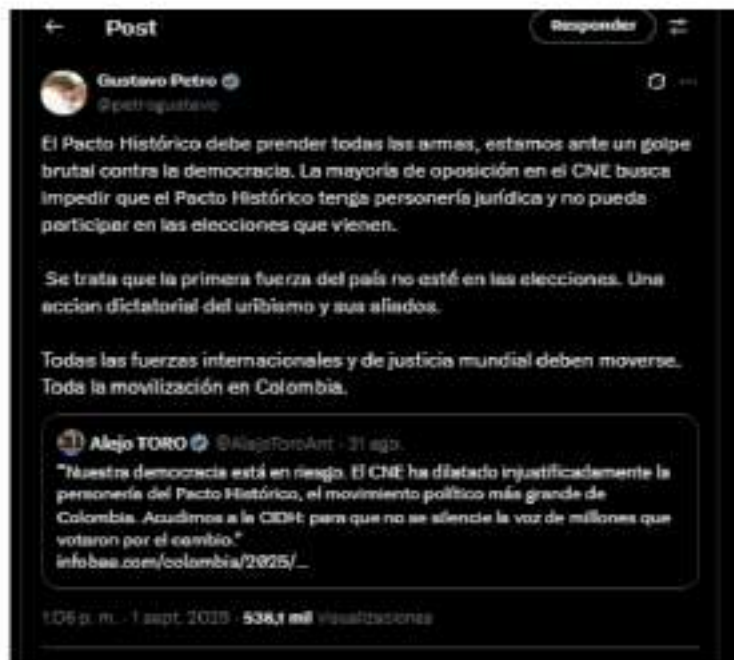 Post
Responder
Gustavo Petro
@petrogustavo
El Pacto Histórico debe prender todas las armas, estamos ante un golpe
brutal contra la democracia. La mayoría de oposición en el CNE busca
impedir que el Pacto Histórico tenga personería jurídica y no pueda
participar en las elecciones que vienen.
Se trata que la primera fuerza del país no esté en las elecciones. Una
accion dictatorial del uribismo y sus aliados.
Todas las fuerzas internacionales y de justicia mundial deben moverse.
Toda la movilización en Colombia.
Alejo TORO @AlejoToroAnt · 31 ago.
"Nuestra democracia está en riesgo. El CNE ha dilatado injustificadamente la
personería del Pacto Histórico, el movimiento político más grande de
Colombia. Acudimos a la CIDH: para que no se silencie la voz de millones que
votaron por el cambio."
infobae.com/colombia/2025/...
1:06 p. m. · 1 sept. 2025 · 538,1 mil visualizaciones